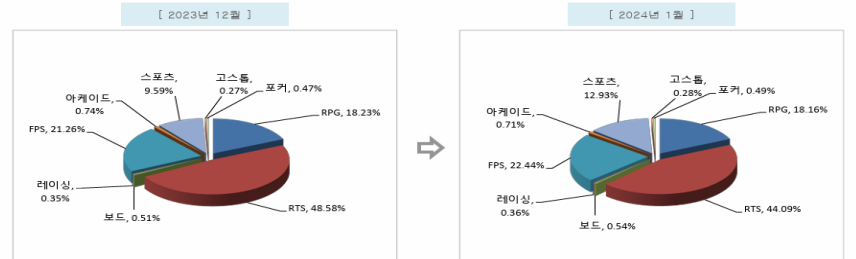 [ 2023년 12월 ]
스포츠,
9.59%
고스톱,
0.27%
포커, 0.47%
아케이드,
0.74%
RPG, 18.23%
FPS, 21.26%
레이싱,
0.35%
보드, 0.51%
RTS, 48.58%
[ 2024년 1월 ]
스포츠,
12.93%
고스톱,
0.28%
포커, 0.49%
아케이드,
0.71%
RPG, 18.16%
FPS, 22.44%
레이싱,
0.36%
보드, 0.54%
RTS, 44.09%